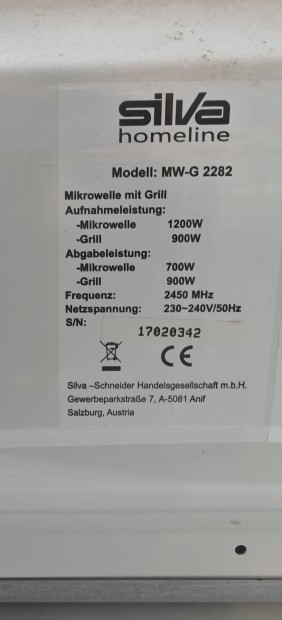 silva
homeline
Modell: MW-G 2282
Mikrowelle mit Grill
Aufnahmeleistung:
-Mikrowelle 1200W
-Grill 900W
Abgabeleistung:
-Mikrowelle 700W
-Grill 900W
Frequenz: 2450 MHz
Netzspannung: 230~240V/50Hz
S/N:
17020342
CE
Silva –Schneider Handelsgesellschaft m.b.H.
Gewerbeparkstraße 7, A-5081 Anif
Salzburg, Austria